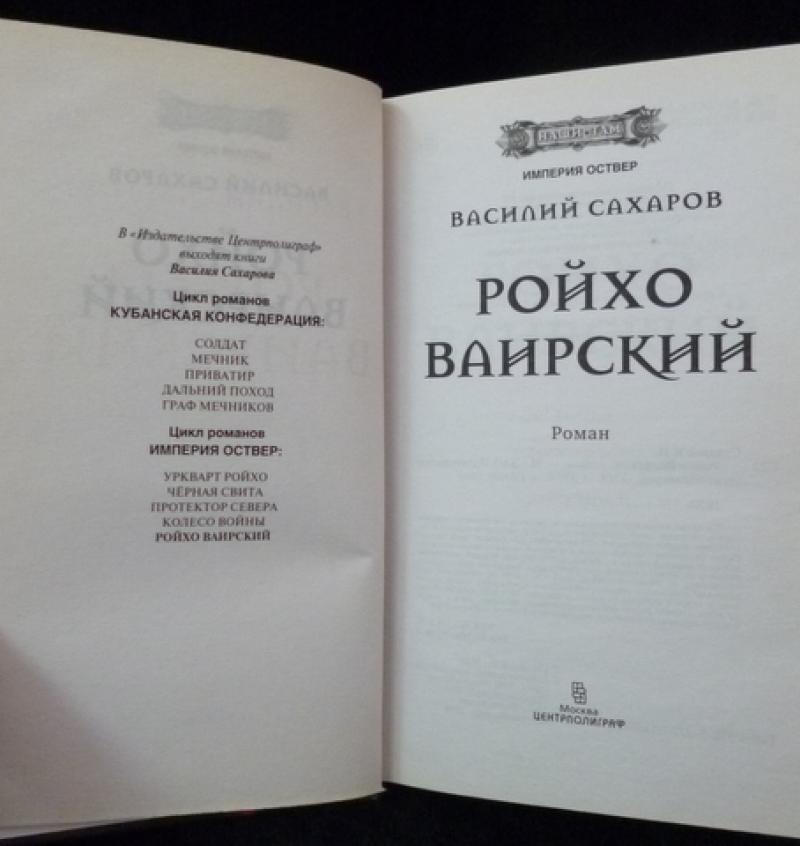 В «Издательстве Центрполиграф»
выходят книги
Василия Сахарова
Цикл романов
КУБАНСКАЯ КОНФЕДЕРАЦИЯ:
СОЛДАТ
МЕЧНИК
ПРИВАТИР
ДАЛЬНИЙ ПОХОД
ГРАФ МЕЧНИКОВ
Цикл романов
ИМПЕРИЯ ОСТВЕР:
УРКВАРТ РОЙХО
ЧЁРНАЯ СВИТА
ПРОТЕКТОР СЕВЕРА
КОЛЕСО ВОЙНЫ
РОЙХО ВАИРСКИЙ
НАШИ ТАМ
ИМПЕРИЯ ОСТВЕР
ВАСИЛИЙ САХАРОВ
РОЙХО
ВАИРСКИЙ
Роман
Москва
ЦЕНТРПОЛИГРАФ